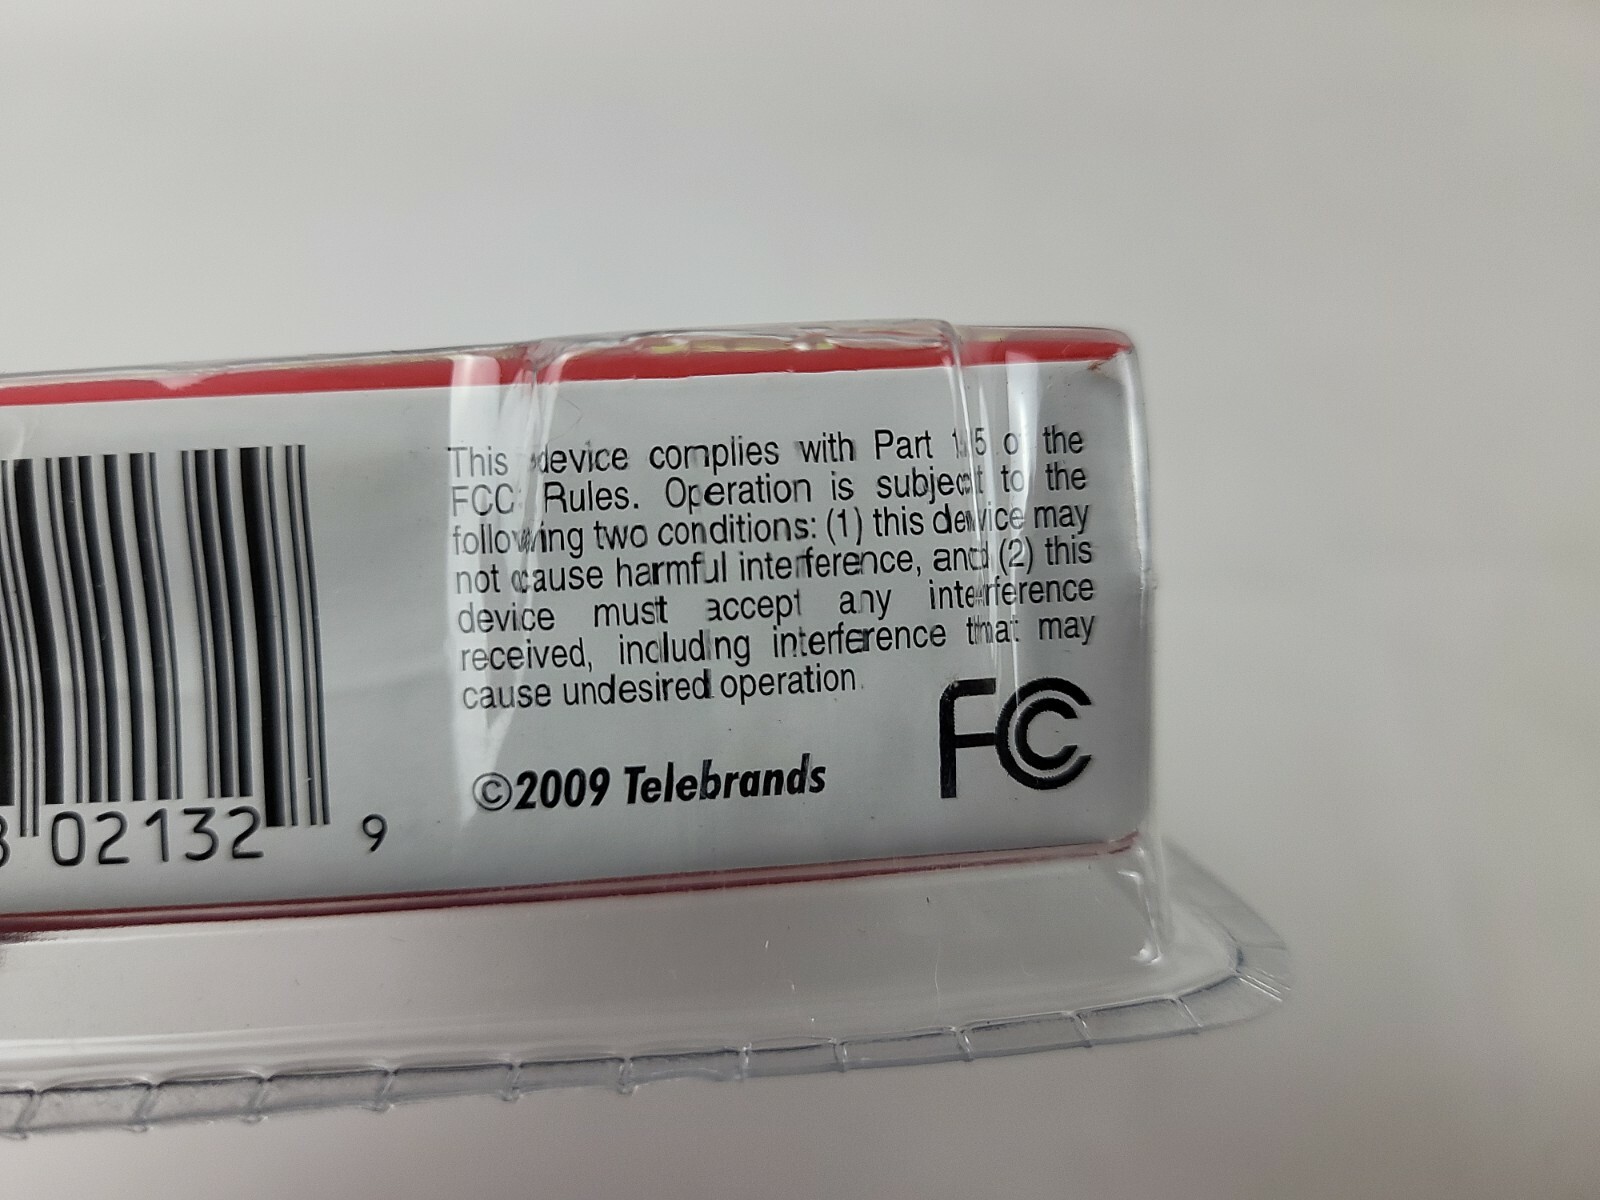 This device complies with Part 15 of the
FCC Rules. Operation is subject to the
following two conditions: (1) this device may
not cause harmful interference, and (2) this
device must accept any interference
received, including interference that may
cause undesired operation.
FC
©2009 Telebrands
02132 9